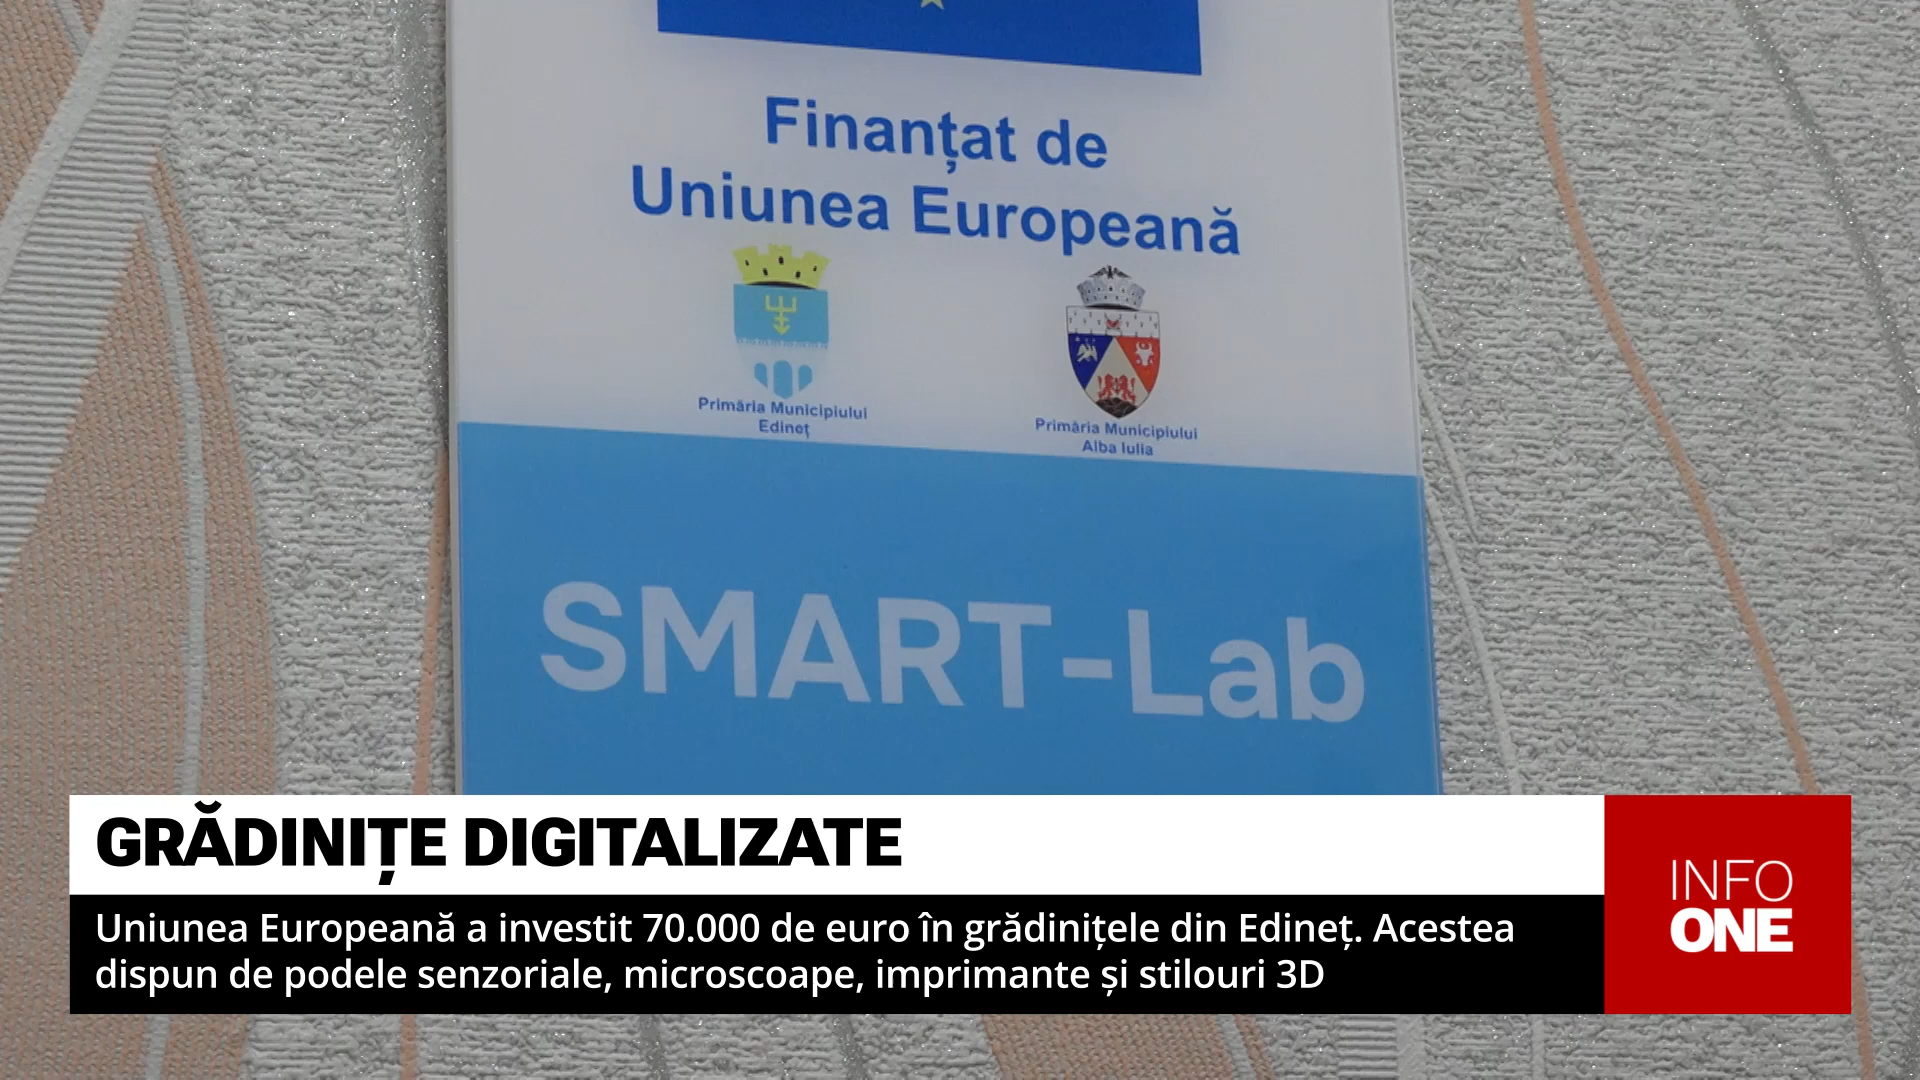 Finanțat de
Uniunea Europeană
Primăria Municipiului
Edineț
Primăria Municipiului
Alba Iulia
SMART-Lab
GRĂDINIȚE DIGITALIZATE
Uniunea Europeană a investit 70.000 de euro în grădinițele din Edineț. Acestea
dispun de podele senzoriale, microscoape, imprimante și stilouri 3D
INFO
ONE